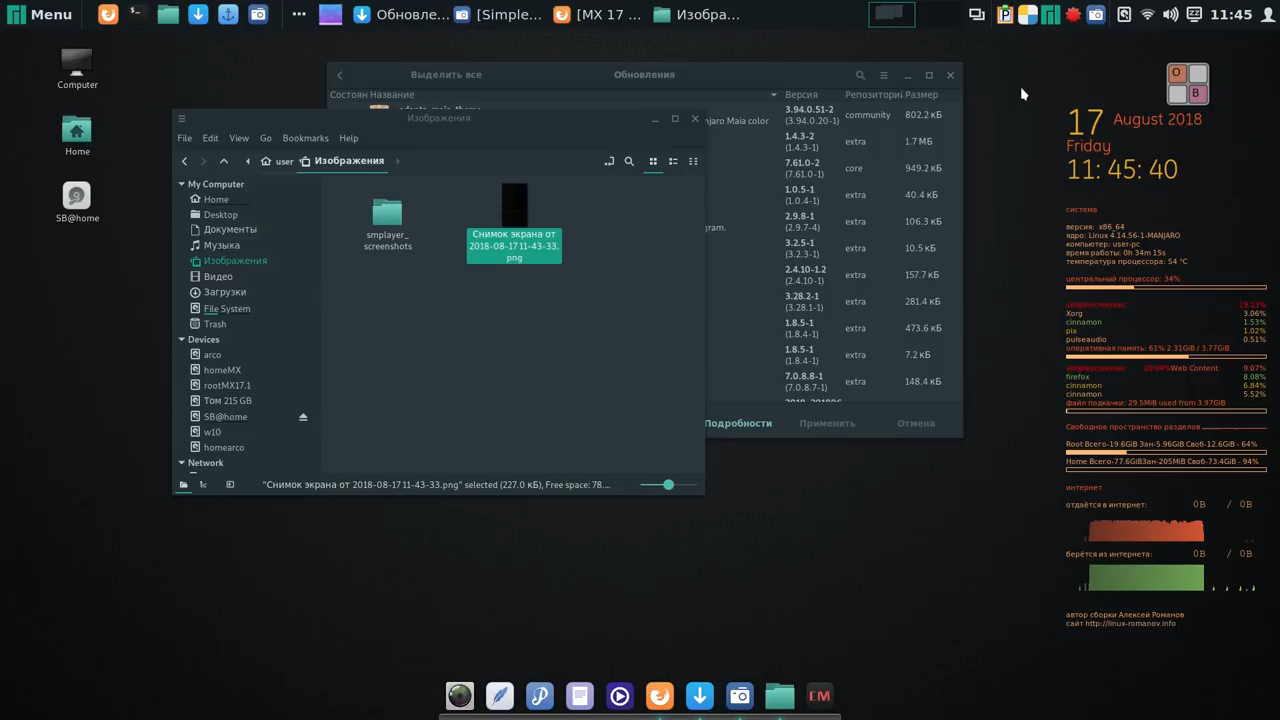 Menu
Обновле...
[Simple...
[MX 17 ...
Изобра...
11:45
Computer
Home
SB@home
Выделить все
Обновления
Состоян Название
Версия
Репозитори
Размер
3.94.0.51-2
(3.94.0.20-1)
community
802.2 кБ
njaro Maia color
1.4.3-2
(1.4.3-1)
extra
1.7 МБ
7.61.0-2
(7.61.0-1)
core
949.2 кБ
1.0.5-1
(1.0.4-1)
extra
40.4 кБ
2.9.8-1
(2.9.7-4)
extra
106.3 кБ
gram.
3.2.5-1
(3.2.3-1)
extra
10.5 кБ
2.4.10-1.2
(2.4.10-1)
extra
157.7 кБ
3.28.2-1
(3.28.1-1)
extra
281.4 кБ
1.8.5-1
(1.8.4-1)
extra
473.6 кБ
1.8.5-1
(1.8.4-1)
extra
7.2 кБ
7.0.8.8-1
(7.0.8.7-1)
extra
148.4 кБ
Подробности
Применить
Отмена
Изображения
File Edit View Go Bookmarks Help
user
Изображения
My Computer
Home
Desktop
Документы
Музыка
Изображения
Видео
Загрузки
File System
Trash
Devices
arco
homeMX
rootMX17.1
Том 215 GB
SB@home
w10
homearco
Network
smplayer_
screenshots
Снимок экрана от
2018-08-17 11-43-33.
png
"Снимок экрана от 2018-08-17 11-43-33.png" selected (227.0 кБ), Free space: 78....
O
B
17 August 2018
Friday
11: 45: 40
система
версия: x86_64
ядро: Linux 4.14.56-1-MANJARO
компьютер: user-pc
время работы: 0h 34m 15s
температура процессора: 54 °C
центральный процессор: 34%
19.13%
Xorg 3.06%
cinnamon 1.53%
pix 1.02%
pulseaudio 0.51%
оперативная память: 61% 2.31GiB / 3.77GiB
Web Content 9.07%
firefox 8.08%
cinnamon 6.84%
cinnamon 5.52%
файл подкачки: 29.5MiB used from 3.97GiB
Свободное пространство разделов
Root Всего-19.6GiB Зан-5.96GiB Своб-12.6GiB - 64%
Home Всего-77.6GiBЗан-205MiB Своб-73.4GiB - 94%
интернет
отдаётся в интернет: 0B / 0B
берётся из интернета: 0B / 0B
автор сборки Алексей Романов
сайт http://linux-romanov.info